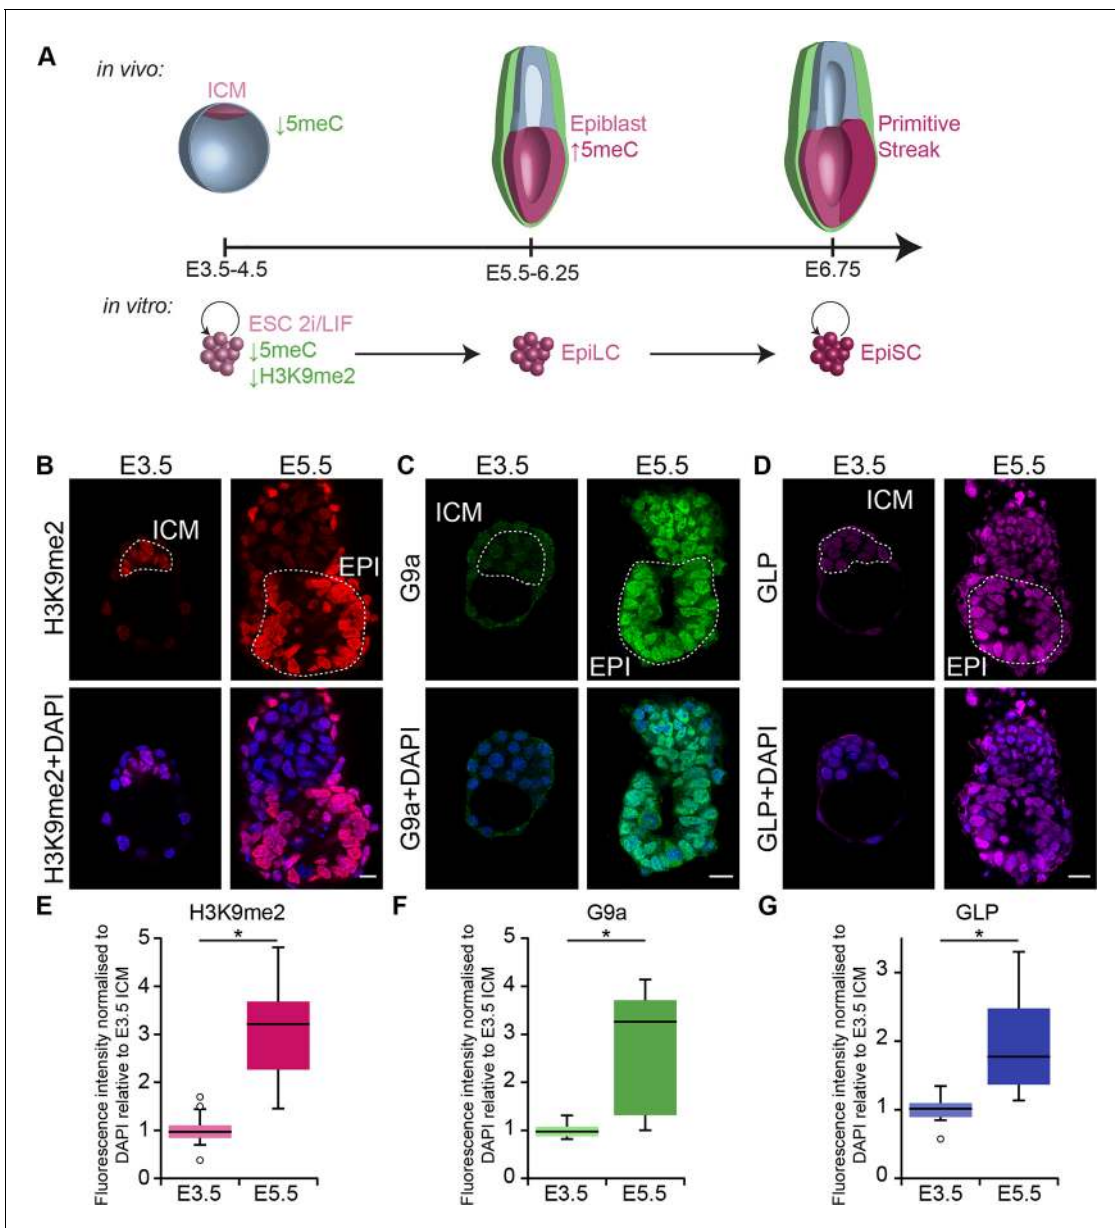 A
in vivo:
ICM
↓5meC
Epiblast
↑5meC
Primitive
Streak
E3.5-4.5
E5.5-6.25
E6.75
in vitro:
ESC 2i/LIF
↓5meC
↓H3K9me2
EpiLC
EpiSC
B
E3.5
E5.5
H3K9me2
ICM
EPI
H3K9me2+DAPI
C
E3.5
E5.5
G9a
ICM
EPI
G9a+DAPI
D
E3.5
E5.5
GLP
ICM
EPI
GLP+DAPI
E
H3K9me2
Fluorescence intensity normalised to
DAPI relative to E3.5 ICM
5
4
3
2
1
0
*
E3.5
E5.5
F
G9a
Fluorescence intensity normalised to
DAPI relative to E3.5 ICM
5
4
3
2
1
0
*
E3.5
E5.5
G
GLP
Fluorescence intensity normalised to
DAPI relative to E3.5 ICM
3
2
1
0
*
E3.5
E5.5